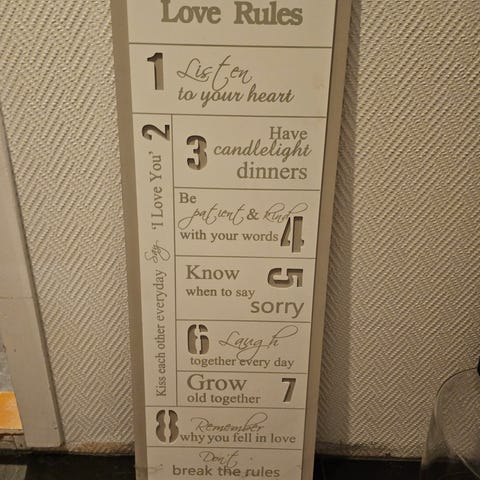 Love Rules
1 Listen
to your heart
2
Kiss each other everyday Say 'I Love You'
3 Have
candlelight
dinners
Be
patient & kind
with your words 4
Know 5
when to say
sorry
6 Laugh
together every day
Grow 7
old together
8 Remember
why you fell in love
Don't
break the rules